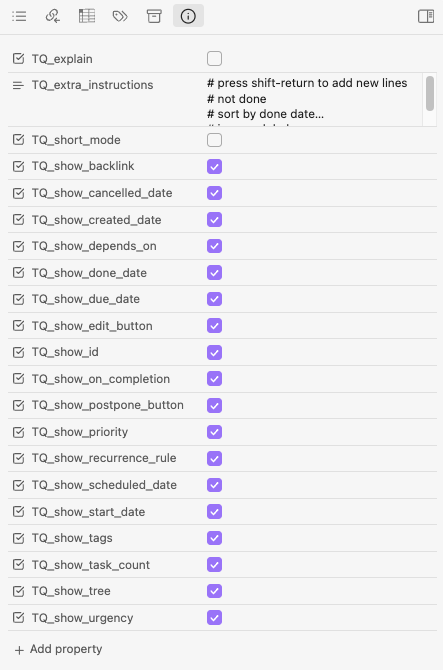 TQ_explain
TQ_extra_instructions
# press shift-return to add new lines
# not done
# sort by done date...
TQ_short_mode
TQ_show_backlink
TQ_show_cancelled_date
TQ_show_created_date
TQ_show_depends_on
TQ_show_done_date
TQ_show_due_date
TQ_show_edit_button
TQ_show_id
TQ_show_on_completion
TQ_show_postpone_button
TQ_show_priority
TQ_show_recurrence_rule
TQ_show_scheduled_date
TQ_show_start_date
TQ_show_tags
TQ_show_task_count
TQ_show_tree
TQ_show_urgency
+ Add property